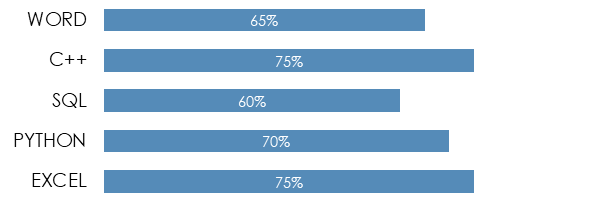 WORD 65%
C++ 75%
SQL 60%
PYTHON 70%
EXCEL 75%